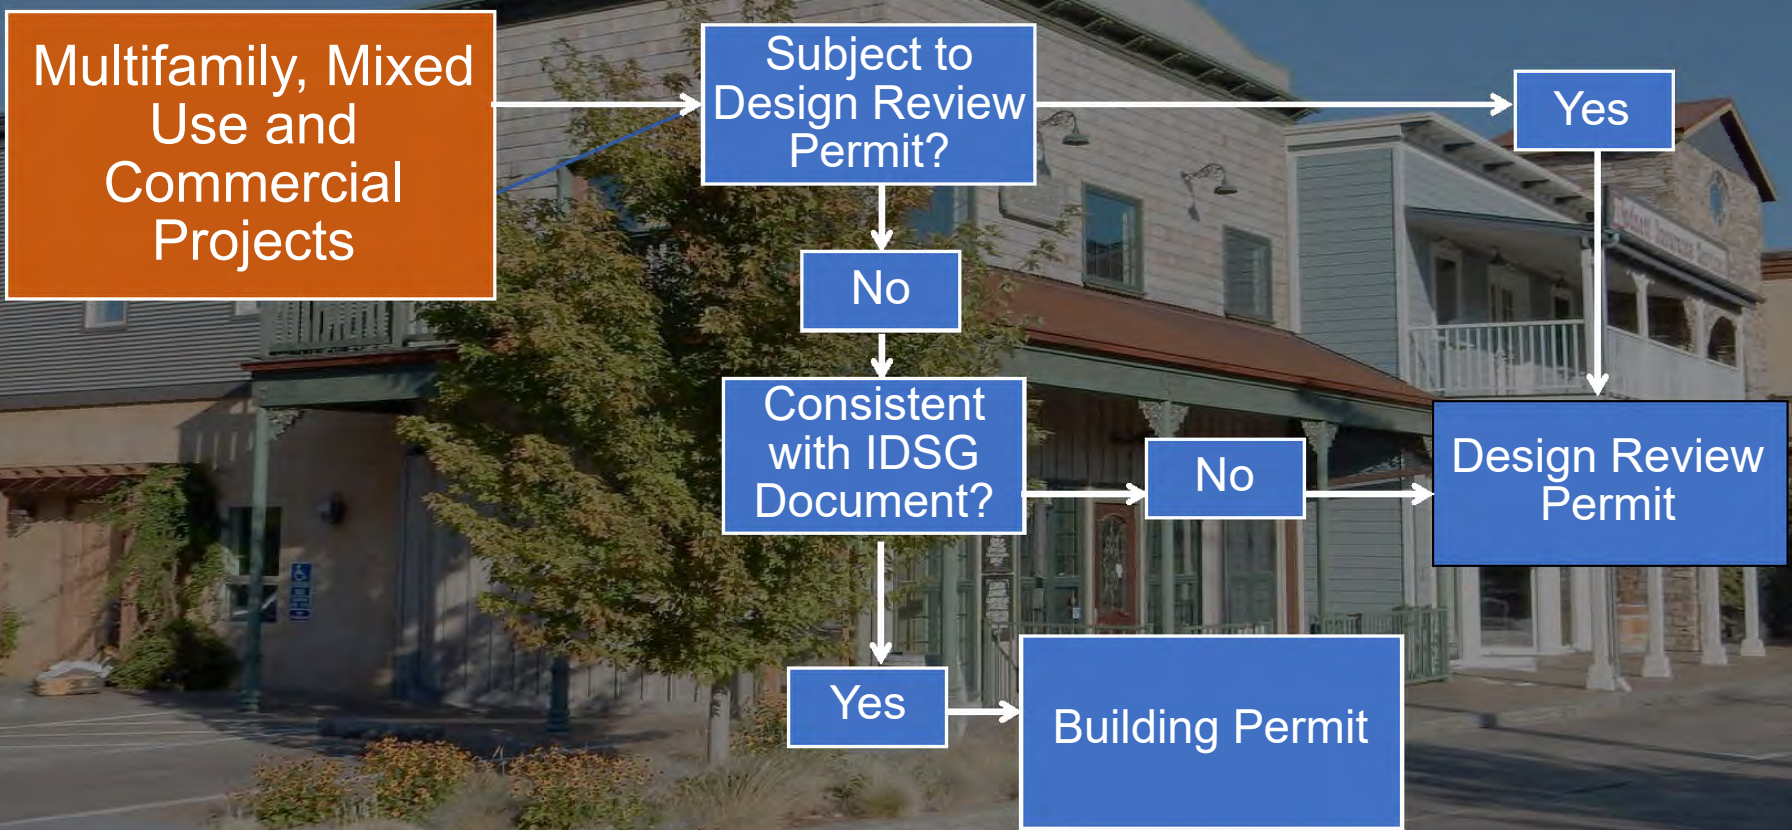 Multifamily, Mixed
Use and
Commercial
Projects
Subject to
Design Review
Permit?
Yes
No
Consistent
with IDSG
Document?
No
Design Review
Permit
Yes
Building Permit